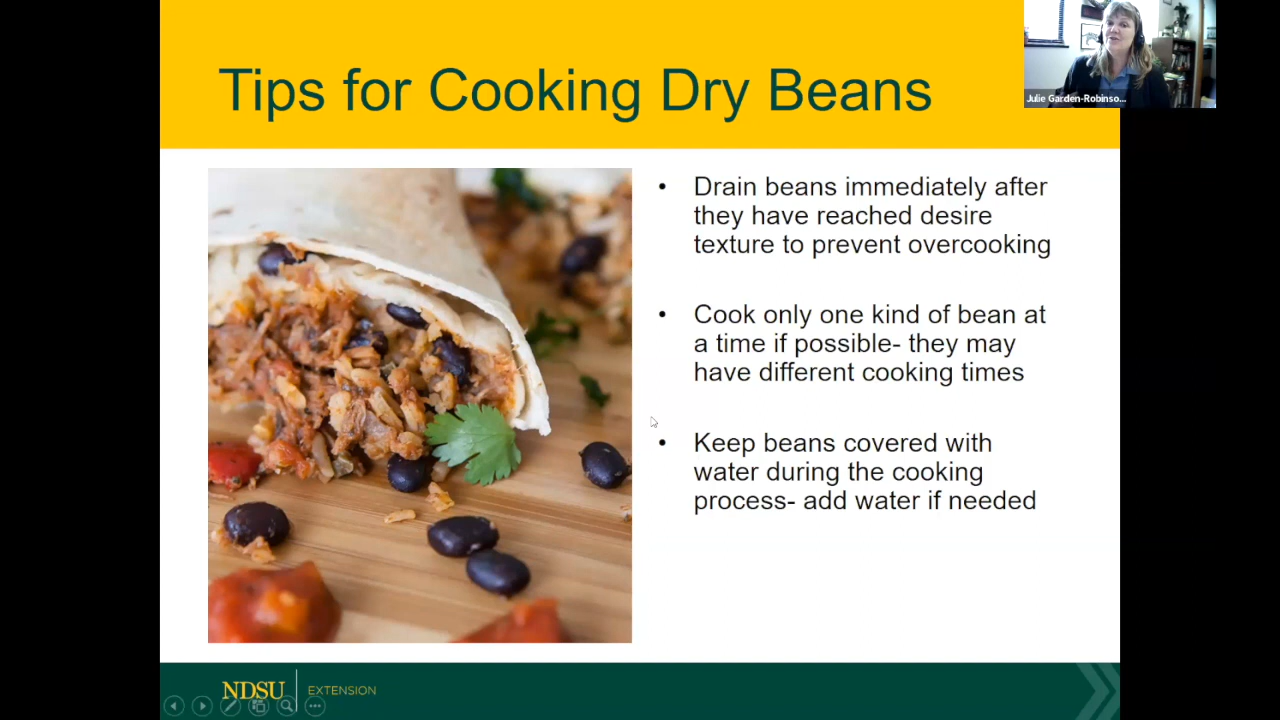 Tips for Cooking Dry Beans
Julie Garden-Robinso...
• Drain beans immediately after
they have reached desire
texture to prevent overcooking
• Cook only one kind of bean at
a time if possible- they may
have different cooking times
• Keep beans covered with
water during the cooking
process- add water if needed
NDSU EXTENSION